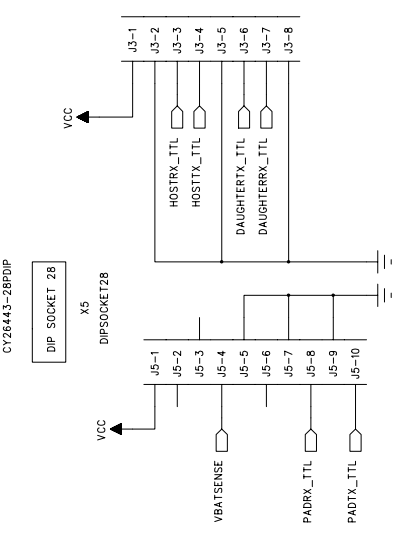 CY26443-28PDIP
DIP SOCKET 28
X5
DIPSOCKET28
VCC
J3-1
J3-2
J3-3
J3-4
J3-5
J3-6
J3-7
J3-8
HOSTRX_TTL
HOSTTX_TTL
DAUGHTERTX_TTL
DAUGHTERRX_TTL
VCC
J5-1
J5-2
J5-3
J5-4
J5-5
J5-6
J5-7
J5-8
J5-9
J5-10
VBATSENSE
PADRX_TTL
PADTX_TTL